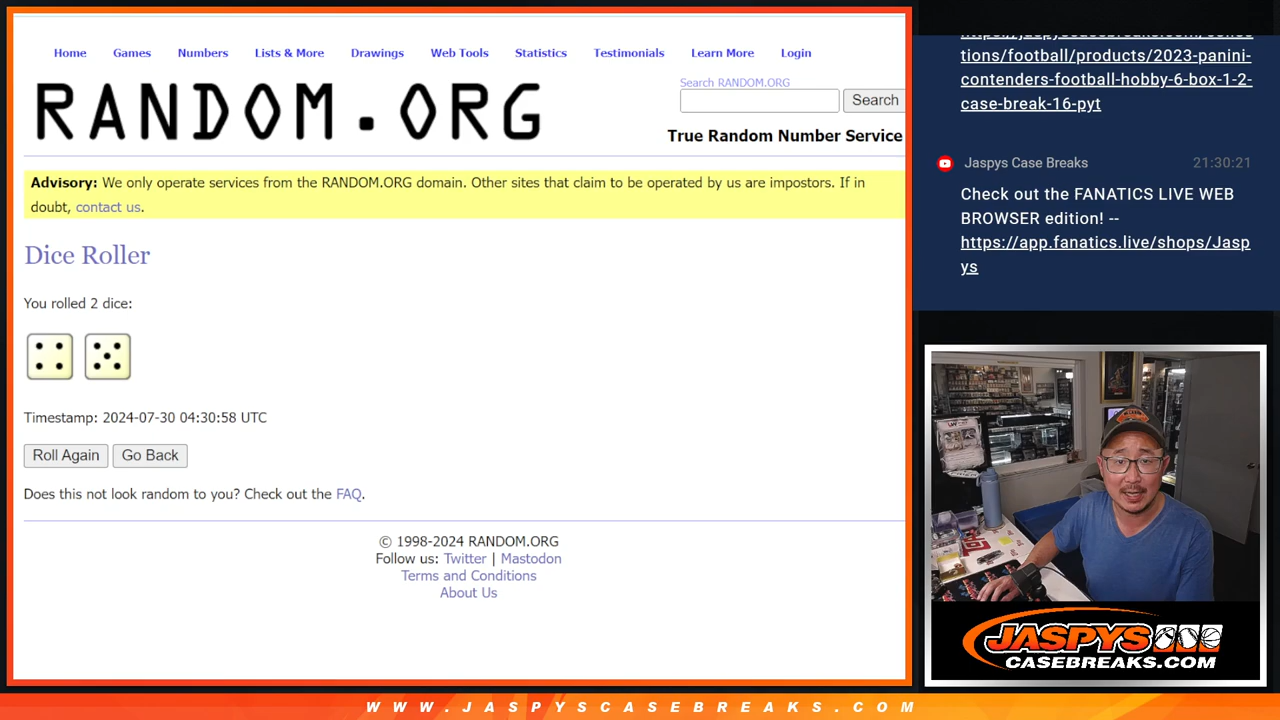 Home Games Numbers Lists & More Drawings Web Tools Statistics Testimonials Learn More Login
RANDOM.ORG
Search RANDOM.ORG
Search
True Random Number Service
Advisory: We only operate services from the RANDOM.ORG domain. Other sites that claim to be operated by us are impostors. If in
doubt, contact us.
Dice Roller
You rolled 2 dice:
Timestamp: 2024-07-30 04:30:58 UTC
Roll Again Go Back
Does this not look random to you? Check out the FAQ.
© 1998-2024 RANDOM.ORG
Follow us: Twitter | Mastodon
Terms and Conditions
About Us
tions/football/products/2023-panini-
contenders-football-hobby-6-box-1-2-
case-break-16-pyt
Jaspys Case Breaks 21:30:21
Check out the FANATICS LIVE WEB
BROWSER edition! --
https://app.fanatics.live/shops/Jasp
ys
JASPYS
CASEBREAKS.COM
WWW.JASPYSCASEBREAKS.COM